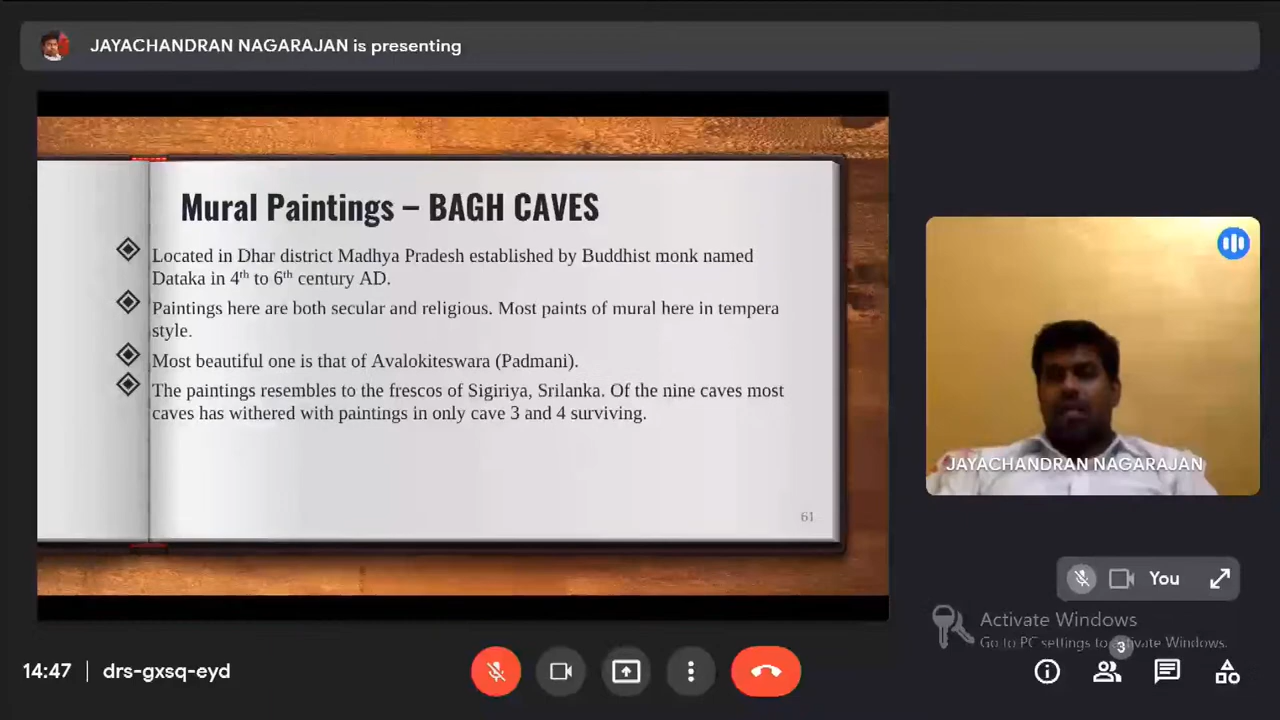 JAYACHANDRAN NAGARAJAN is presenting
Mural Paintings – BAGH CAVES
Located in Dhar district Madhya Pradesh established by Buddhist monk named
Dataka in 4th to 6th century AD.
Paintings here are both secular and religious. Most paints of mural here in tempera
style.
Most beautiful one is that of Avalokiteswara (Padmani).
The paintings resembles to the frescos of Sigiriya, Srilanka. Of the nine caves most
caves has withered with paintings in only cave 3 and 4 surviving.
61
JAYACHANDRAN NAGARAJAN
You
Activate Windows
Go to PC settings to activate Windows.
3
14:47 | drs-gxsq-eyd